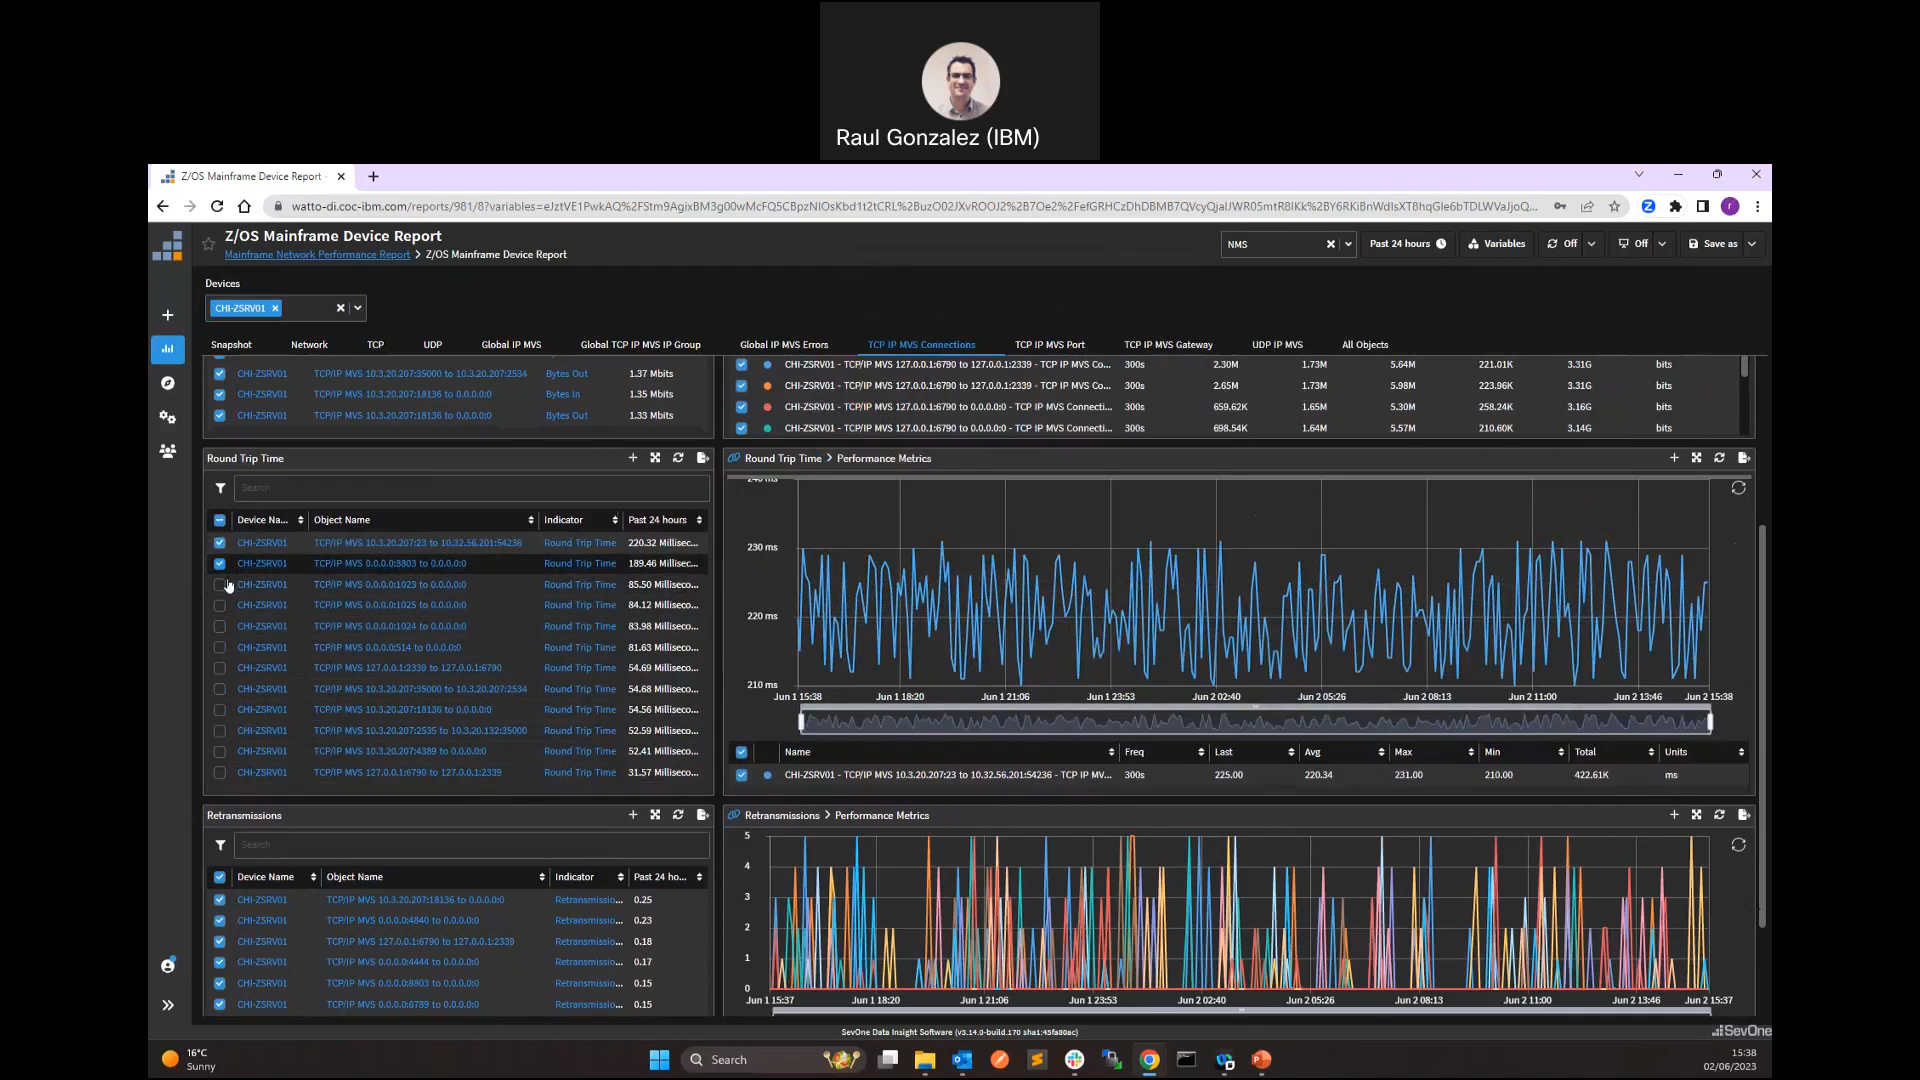 Raul Gonzalez (IBM)
Z/OS Mainframe Device Report -
watto-di.coc-ibm.com/reports/981/8?variables=
Z/OS Mainframe Device Report
Mainframe Network Performance Report > Z/OS Mainframe Device Report
NMS
Past 24 hours
Variables
Off
Off
Save as
Devices
CHI-ZSRV01
Snapshot Network TCP UDP Global IP MVS Global TCP IP MVS IP Group Global IP MVS Errors TCP IP MVS Connections TCP IP MVS Port TCP IP MVS Gateway UDP IP MVS All Objects
CHI-ZSRV01 TCP/IP MVS 10.3.20.207:35000 to 10.3.20.207:2534 Bytes Out 1.37 Mbits
CHI-ZSRV01 TCP/IP MVS 10.3.20.207:18136 to 0.0.0.0:0 Bytes In 1.35 Mbits
CHI-ZSRV01 TCP/IP MVS 10.3.20.207:18136 to 0.0.0.0:0 Bytes Out 1.33 Mbits
CHI-ZSRV01 - TCP/IP MVS 127.0.0.1:6790 to 127.0.0.1:2339 - TCP IP MVS Co... 300s 2.30M 1.73M 5.64M 221.01K 3.31G bits
CHI-ZSRV01 - TCP/IP MVS 127.0.0.1:6790 to 127.0.0.1:2339 - TCP IP MVS Co... 300s 2.65M 1.73M 5.98M 223.96K 3.31G bits
CHI-ZSRV01 - TCP/IP MVS 127.0.0.1:6790 to 0.0.0.0:0 - TCP IP MVS Connecti... 300s 659.62K 1.65M 5.30M 258.24K 3.16G bits
CHI-ZSRV01 - TCP/IP MVS 127.0.0.1:6790 to 0.0.0.0:0 - TCP IP MVS Connecti... 300s 698.54K 1.64M 5.57M 210.60K 3.14G bits
Round Trip Time
Search
Device Na... Object Name Indicator Past 24 hours
CHI-ZSRV01 TCP/IP MVS 10.3.20.207:23 to 10.32.56.201:54236 Round Trip Time 220.32 Millisec...
CHI-ZSRV01 TCP/IP MVS 0.0.0.0:8803 to 0.0.0.0:0 Round Trip Time 189.46 Millisec...
CHI-ZSRV01 TCP/IP MVS 0.0.0.0:1023 to 0.0.0.0:0 Round Trip Time 85.50 Milliseco...
CHI-ZSRV01 TCP/IP MVS 0.0.0.0:1025 to 0.0.0.0:0 Round Trip Time 84.12 Milliseco...
CHI-ZSRV01 TCP/IP MVS 0.0.0.0:1024 to 0.0.0.0:0 Round Trip Time 83.98 Milliseco...
CHI-ZSRV01 TCP/IP MVS 0.0.0.0:514 to 0.0.0.0:0 Round Trip Time 81.63 Milliseco...
CHI-ZSRV01 TCP/IP MVS 127.0.0.1:2339 to 127.0.0.1:6790 Round Trip Time 54.69 Milliseco...
CHI-ZSRV01 TCP/IP MVS 10.3.20.207:35000 to 10.3.20.207:2534 Round Trip Time 54.68 Milliseco...
CHI-ZSRV01 TCP/IP MVS 10.3.20.207:18136 to 0.0.0.0:0 Round Trip Time 54.56 Milliseco...
CHI-ZSRV01 TCP/IP MVS 10.3.20.207:2535 to 10.3.20.132:35000 Round Trip Time 52.59 Milliseco...
CHI-ZSRV01 TCP/IP MVS 10.3.20.207:4389 to 0.0.0.0:0 Round Trip Time 52.41 Milliseco...
CHI-ZSRV01 TCP/IP MVS 127.0.0.1:6790 to 127.0.0.1:2339 Round Trip Time 31.57 Milliseco...
Round Trip Time > Performance Metrics
240 ms
230 ms
220 ms
210 ms
Jun 1 15:38 Jun 1 18:20 Jun 1 21:06 Jun 1 23:53 Jun 2 02:40 Jun 2 05:26 Jun 2 08:13 Jun 2 11:00 Jun 2 13:46 Jun 2 15:38
Name Freq Last Avg Max Min Total Units
CHI-ZSRV01 - TCP/IP MVS 10.3.20.207:23 to 10.32.56.201:54236 - TCP IP MV... 300s 225.00 220.34 231.00 210.00 422.61K ms
Retransmissions
Search
Device Name Object Name Indicator Past 24 ho...
CHI-ZSRV01 TCP/IP MVS 10.3.20.207:18136 to 0.0.0.0:0 Retransmissio... 0.25
CHI-ZSRV01 TCP/IP MVS 0.0.0.0:4840 to 0.0.0.0:0 Retransmissio... 0.23
CHI-ZSRV01 TCP/IP MVS 127.0.0.1:6790 to 127.0.0.1:2339 Retransmissio... 0.18
CHI-ZSRV01 TCP/IP MVS 0.0.0.0:4444 to 0.0.0.0:0 Retransmissio... 0.17
CHI-ZSRV01 TCP/IP MVS 0.0.0.0:8803 to 0.0.0.0:0 Retransmissio... 0.15
CHI-ZSRV01 TCP/IP MVS 0.0.0.0:6789 to 0.0.0.0:0 Retransmissio... 0.15
Retransmissions > Performance Metrics
5
4
3
2
1
0
Jun 1 15:37 Jun 1 18:20 Jun 1 21:06 Jun 1 23:53 Jun 2 02:40 Jun 2 05:26 Jun 2 08:13 Jun 2 11:00 Jun 2 13:46 Jun 2 15:37
SevOne Data Insight Software (v3.14.0-build.170 sha1:45fa80ac)
SevOne
16°C
Sunny
Search
15:38
02/06/2023